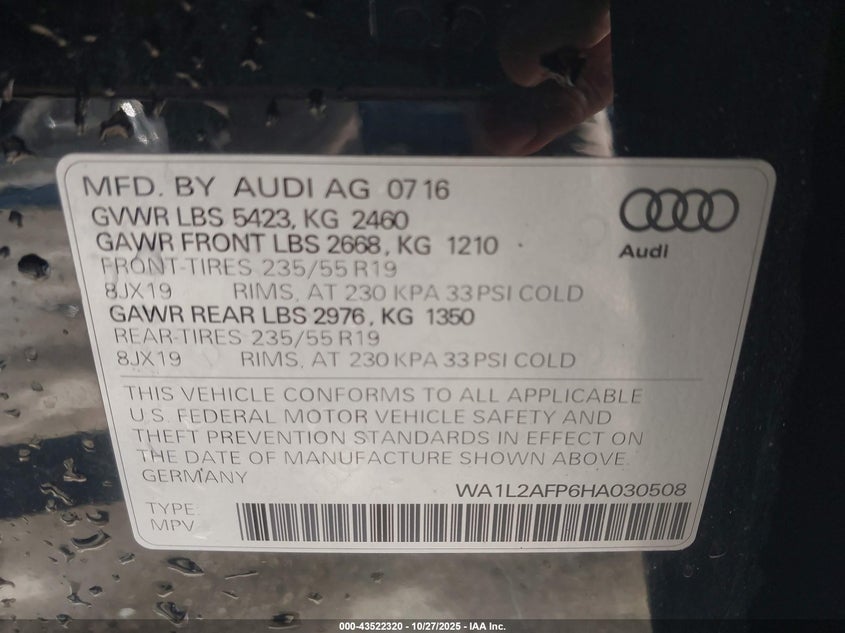 MFD. BY AUDI AG 07 16
GVWR LBS 5423, KG 2460
GAWR FRONT LBS 2668, KG 1210
FRONT-TIRES 235/55 R19
8JX19 RIMS, AT 230 KPA 33 PSI COLD
GAWR REAR LBS 2976, KG 1350
REAR-TIRES 235/55 R19
8JX19 RIMS, AT 230 KPA 33 PSI COLD
Audi
THIS VEHICLE CONFORMS TO ALL APPLICABLE
U.S. FEDERAL MOTOR VEHICLE SAFETY AND
THEFT PREVENTION STANDARDS IN EFFECT ON
THE DATE OF MANUFACTURE SHOWN ABOVE.
GERMANY
WA1L2AFP6HA030508
TYPE:
MPV
000-43522320 - 10/27/2025 - IAA Inc.